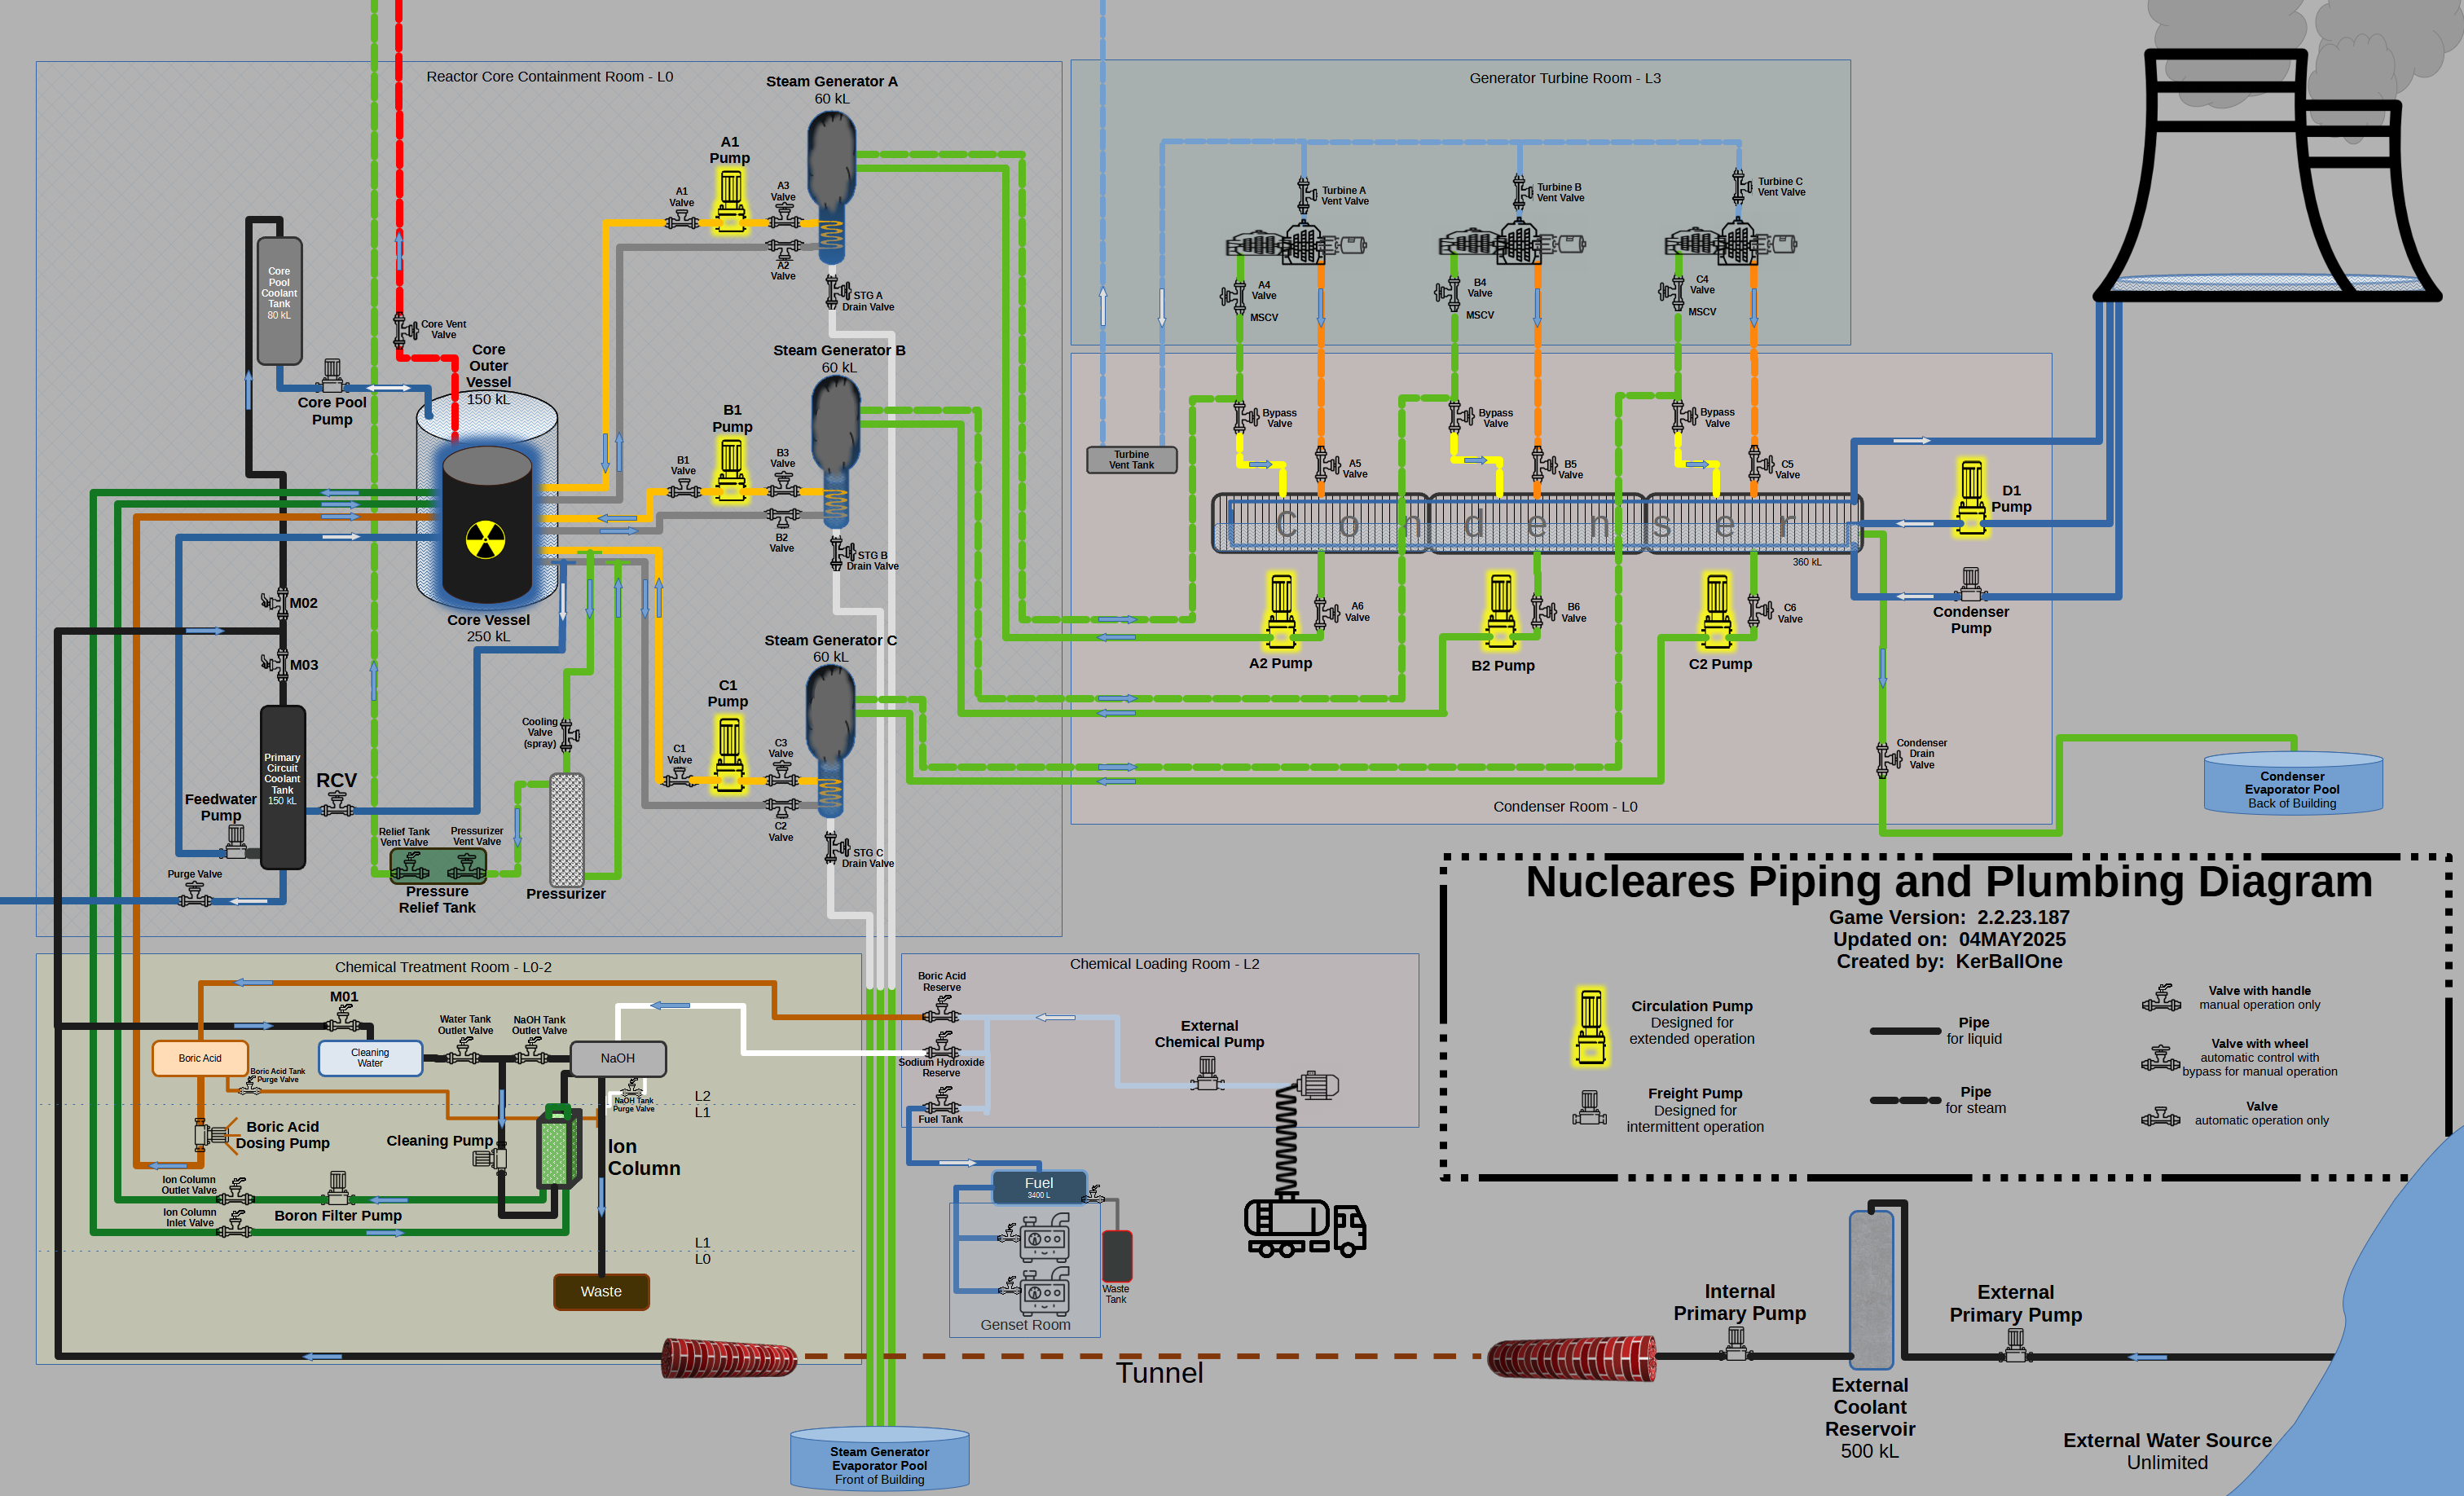 Reactor Core Containment Room - L0
Steam Generator A
60 kL
A1
Pump
A1
Valve
A3
Valve
A2
Valve
STG A
Drain Valve
Core
Pool
Coolant
Tank
80 kL
Core Vent
Valve
Core Pool
Pump
Core
Outer
Vessel
150 kL
Steam Generator B
60 kL
B1
Pump
B1
Valve
B3
Valve
B2
Valve
STG B
Drain Valve
Core Vessel
250 kL
M02
M03
Steam Generator C
60 kL
C1
Pump
C1
Valve
C3
Valve
C2
Valve
STG C
Drain Valve
Cooling
Valve
(spray)
Primary
Circuit
Coolant
Tank
150 kL
RCV
Feedwater
Pump
Purge Valve
Relief Tank
Vent Valve
Pressurizer
Vent Valve
Pressure
Relief Tank
Pressurizer
Generator Turbine Room - L3
Turbine A
Vent Valve
Turbine B
Vent Valve
Turbine C
Vent Valve
A4
Valve
MSCV
B4
Valve
MSCV
C4
Valve
MSCV
Bypass
Valve
Bypass
Valve
Bypass
Valve
Turbine
Vent Tank
A5
Valve
B5
Valve
C5
Valve
Condenser
360 kL
D1
Pump
Condenser
Pump
A6
Valve
B6
Valve
C6
Valve
A2 Pump
B2 Pump
C2 Pump
Condenser
Drain
Valve
Condenser Room - L0
Condenser
Evaporator Pool
Back of Building
Nucleares Piping and Plumbing Diagram
Game Version: 2.2.23.187
Updated on: 04MAY2025
Created by: KerBallOne
Circulation Pump
Designed for
extended operation
Freight Pump
Designed for
intermittent operation
Pipe
for liquid
Pipe
for steam
Valve with handle
manual operation only
Valve with wheel
automatic control with
bypass for manual operation
Valve
automatic operation only
Chemical Treatment Room - L0-2
M01
Boric Acid
Cleaning
Water
Water Tank
Outlet Valve
NaOH Tank
Outlet Valve
NaOH
Boric Acid Tank
Purge Valve
NaOH Tank
Purge Valve
L2
L1
Boric Acid
Dosing Pump
Cleaning Pump
Ion
Column
Ion Column
Outlet Valve
Ion Column
Inlet Valve
Boron Filter Pump
L1
L0
Waste
Chemical Loading Room - L2
Boric Acid
Reserve
Sodium Hydroxide
Reserve
Fuel Tank
External
Chemical Pump
Fuel
3400 L
Waste
Tank
Genset Room
Tunnel
Internal
Primary Pump
External
Primary Pump
External
Coolant
Reservoir
500 kL
External Water Source
Unlimited
Steam Generator
Evaporator Pool
Front of Building